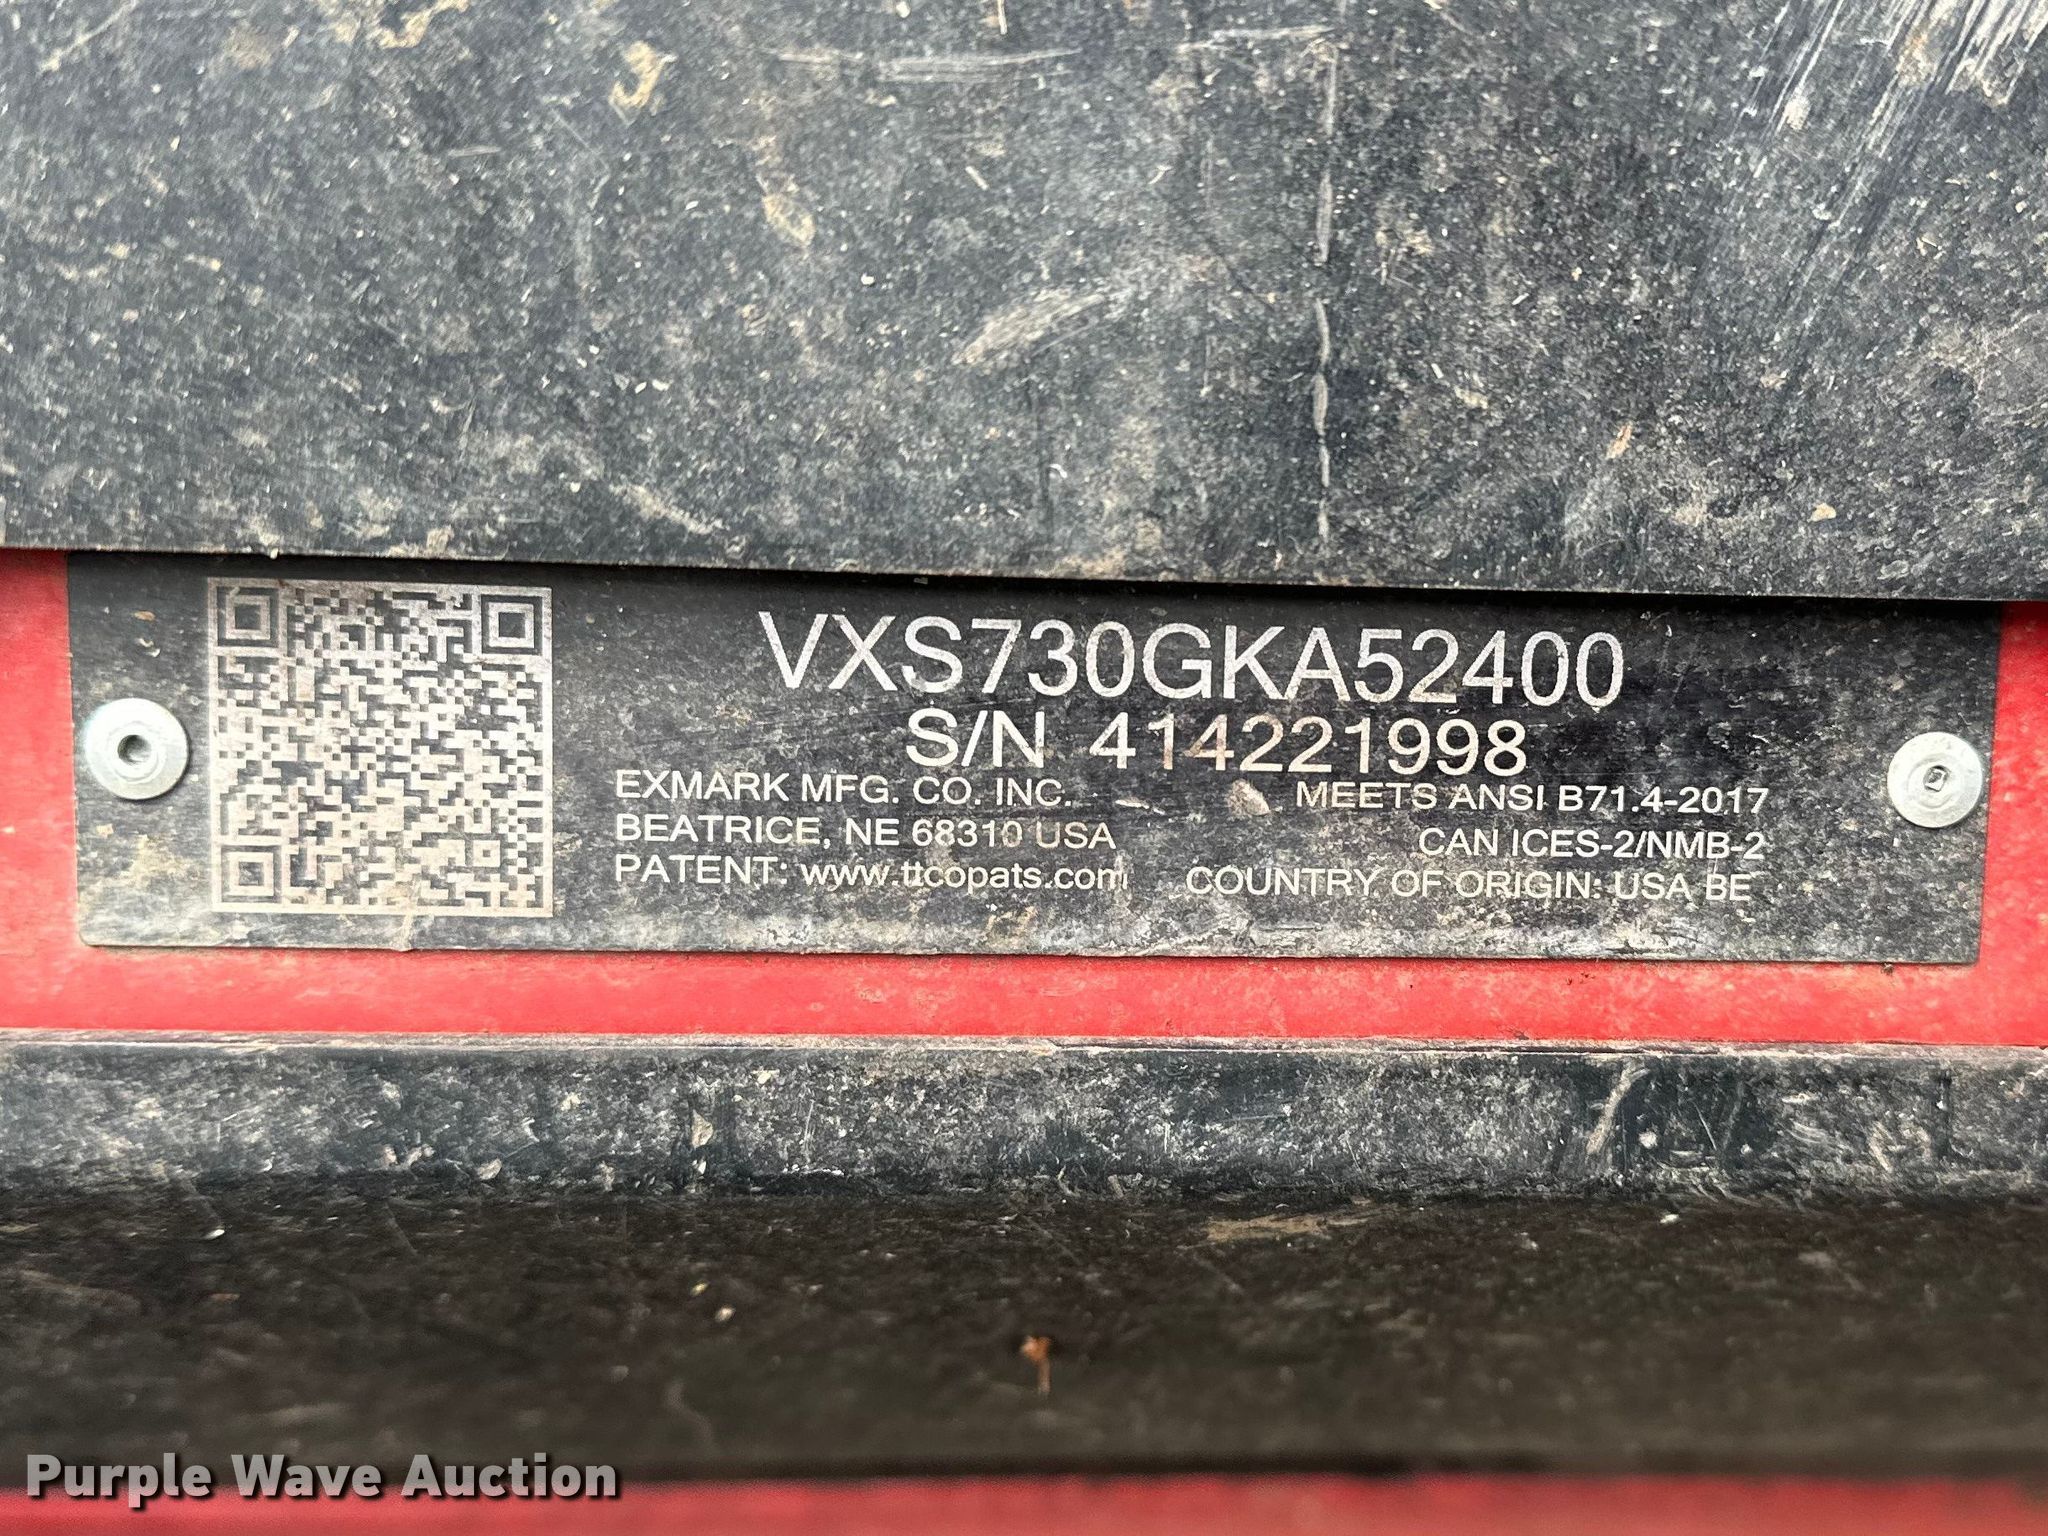 VXS730GKA52400
S/N 414221998
EXMARK MFG. CO. INC.
BEATRICE, NE 68310 USA
PATENT: www.ttcopats.com
MEETS ANSI B71.4-2017
CAN ICES-2/NMB-2
COUNTRY OF ORIGIN: USA BE
Purple Wave Auction